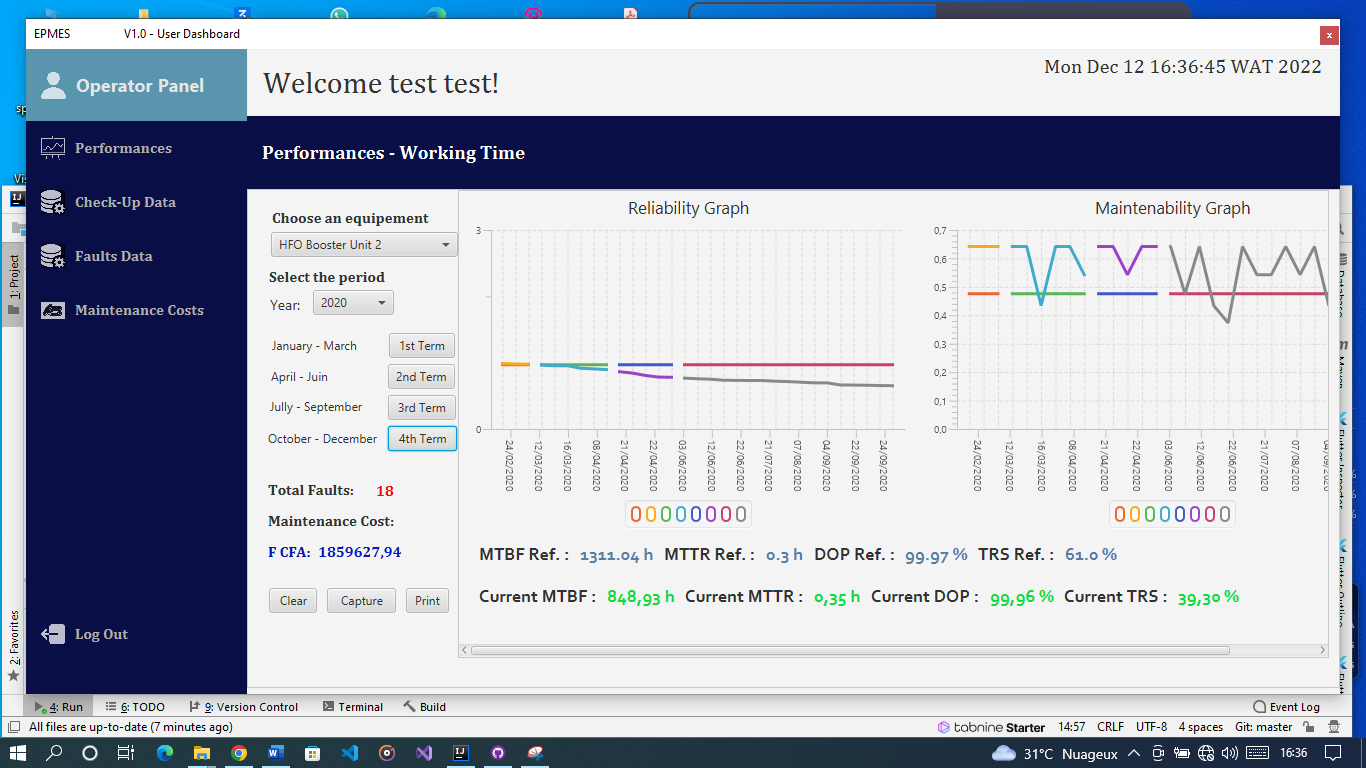 EPMES
V1.0 - User Dashboard
x
Operator Panel
Welcome test test!
Mon Dec 12 16:36:45 WAT 2022
Performances
Check-Up Data
Faults Data
Maintenance Costs
Log Out
Performances - Working Time
Choose an equipement
HFO Booster Unit 2
Select the period
Year:
2020
January - March
1st Term
April - Juin
2nd Term
Jully - September
3rd Term
October - December
4th Term
Total Faults:
18
Maintenance Cost:
F CFA: 1859627,94
Clear
Capture
Print
Reliability Graph
3
0
24/02/2020
12/03/2020
16/03/2020
08/04/2020
21/04/2020
22/04/2020
03/06/2020
12/06/2020
22/06/2020
21/07/2020
07/08/2020
04/09/2020
22/09/2020
24/09/2020
Maintenability Graph
0,7
0,6
0,5
0,4
0,3
0,2
0,1
0,0
24/02/2020
12/03/2020
16/03/2020
08/04/2020
21/04/2020
22/04/2020
03/06/2020
12/06/2020
22/06/2020
21/07/2020
07/08/2020
MTBF Ref. : 1311.04 h MTTR Ref. : 0.3 h DOP Ref. : 99.97 % TRS Ref. : 61.0 %
Current MTBF : 848,93 h Current MTTR : 0,35 h Current DOP : 99,96 % Current TRS : 39,30 %
1: Project
2: Favorites
Database
Maven
Flutter Inspector
Flutter Outline
4: Run
6: TODO
9: Version Control
Terminal
Build
Event Log
All files are up-to-date (7 minutes ago)
tabnine Starter
14:57
CRLF
UTF-8
4 spaces
Git: master
31°C Nuageux
16:36